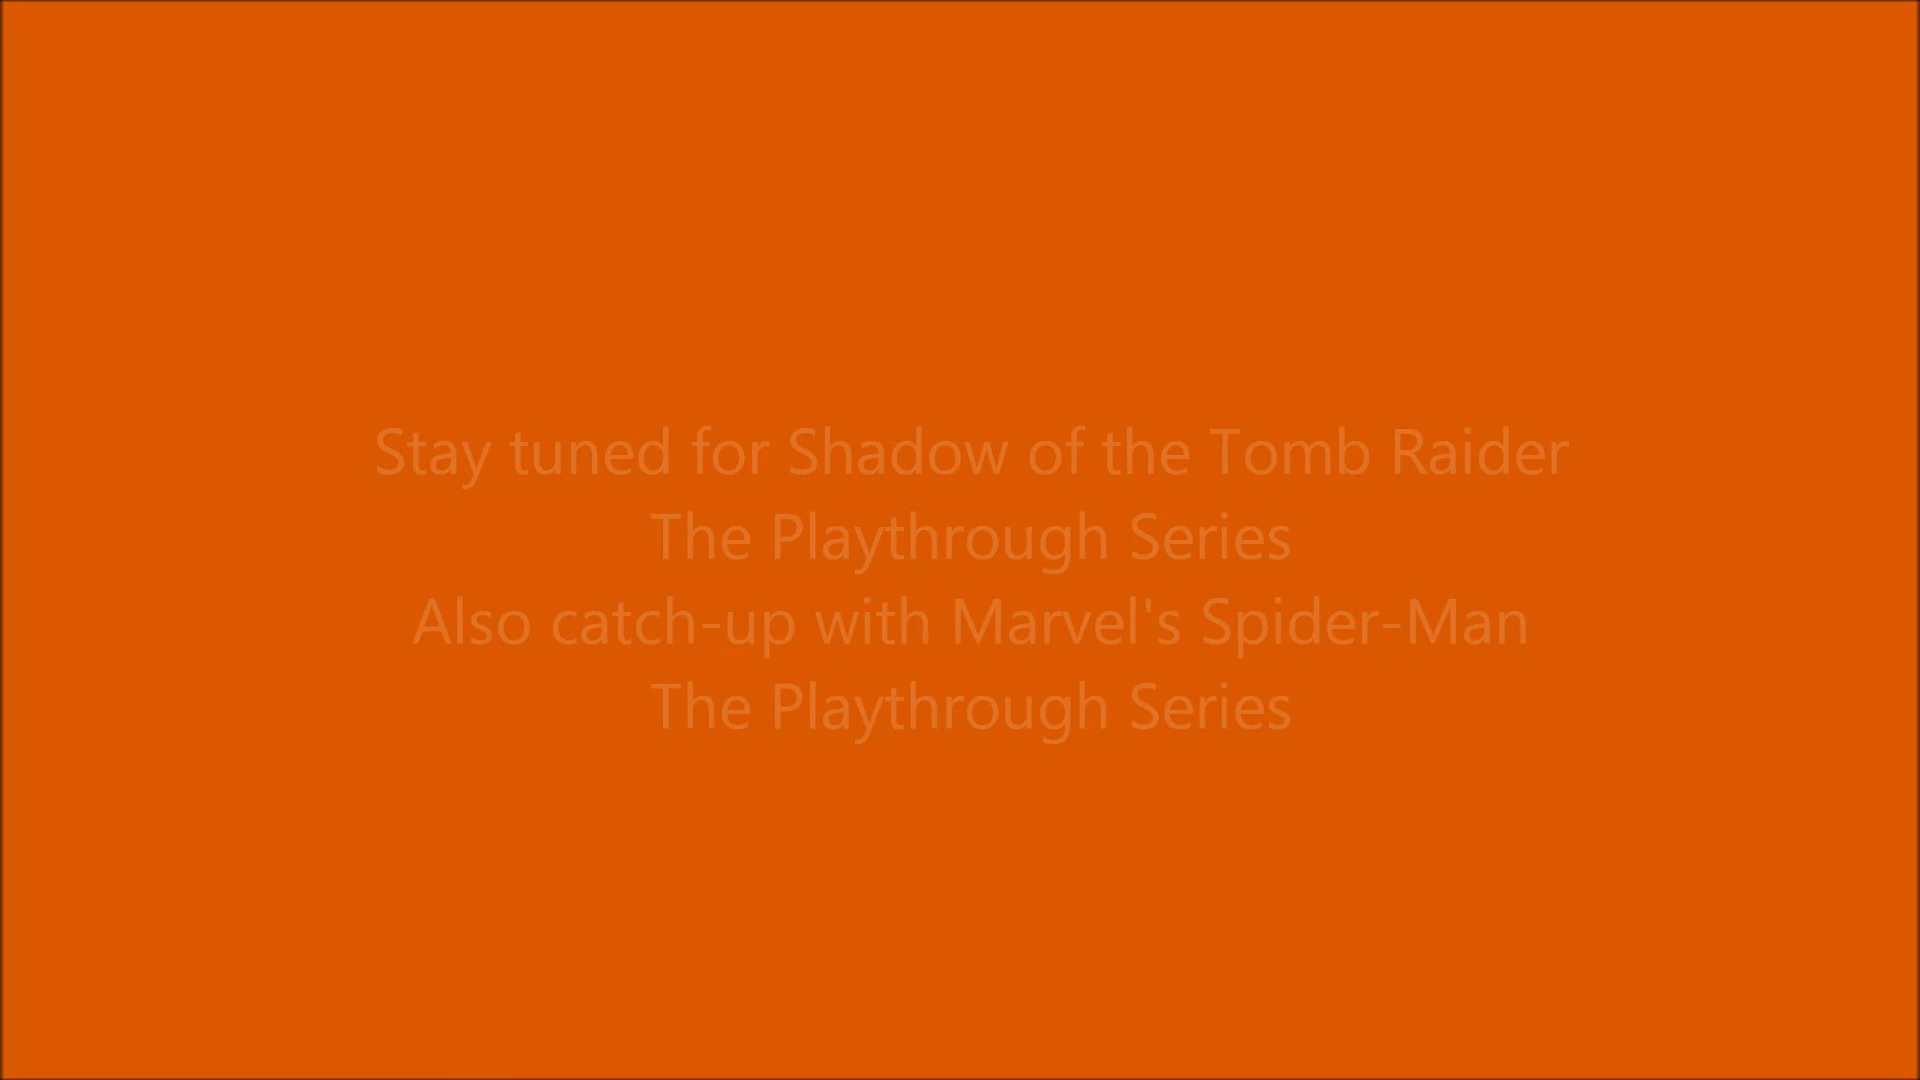 Stay tuned for Shadow of the Tomb Raider
The Playthrough Series
Also catch-up with Marvel's Spider-Man
The Playthrough Series